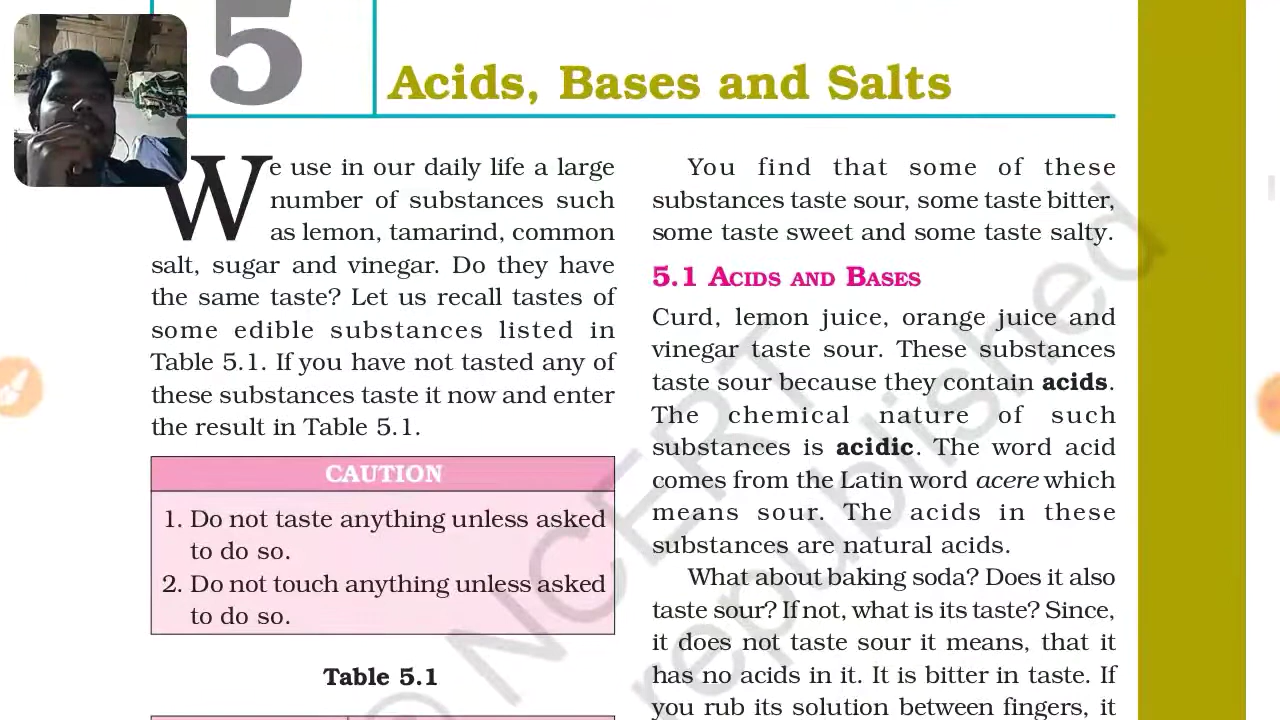 5
Acids, Bases and Salts
We use in our daily life a large
number of substances such
as lemon, tamarind, common
salt, sugar and vinegar. Do they have
the same taste? Let us recall tastes of
some edible substances listed in
Table 5.1. If you have not tasted any of
these substances taste it now and enter
the result in Table 5.1.
CAUTION
1. Do not taste anything unless asked
to do so.
2. Do not touch anything unless asked
to do so.
Table 5.1
You find that some of these
substances taste sour, some taste bitter,
some taste sweet and some taste salty.
5.1 ACIDS AND BASES
Curd, lemon juice, orange juice and
vinegar taste sour. These substances
taste sour because they contain acids.
The chemical nature of such
substances is acidic. The word acid
comes from the Latin word acere which
means sour. The acids in these
substances are natural acids.
What about baking soda? Does it also
taste sour? If not, what is its taste? Since,
it does not taste sour it means, that it
has no acids in it. It is bitter in taste. If
you rub its solution between fingers, it
© NCERT
republished